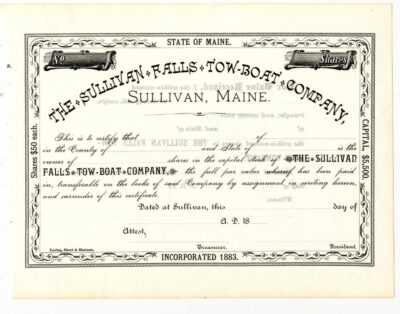 STATE OF MAINE.
No
Shares
THE SULLIVAN FALLS TOW-BOAT COMPANY,
SULLIVAN, MAINE.
Shares $50 each.
CAPITAL, $5,500.
This is to certify that of
in the County of and State of is the
owner of shares in the capital stock of THE SULLIVAN
FALLS TOW-BOAT COMPANY, the full par value whereof has been paid
in, transferable on the books of said Company by assignment in writing hereon,
and surrender of this certificate.
Dated at Sullivan, this day of
A. D. 18
Attest,
Treasurer. President.
Loring, Short & Harmon.
INCORPORATED 1883.